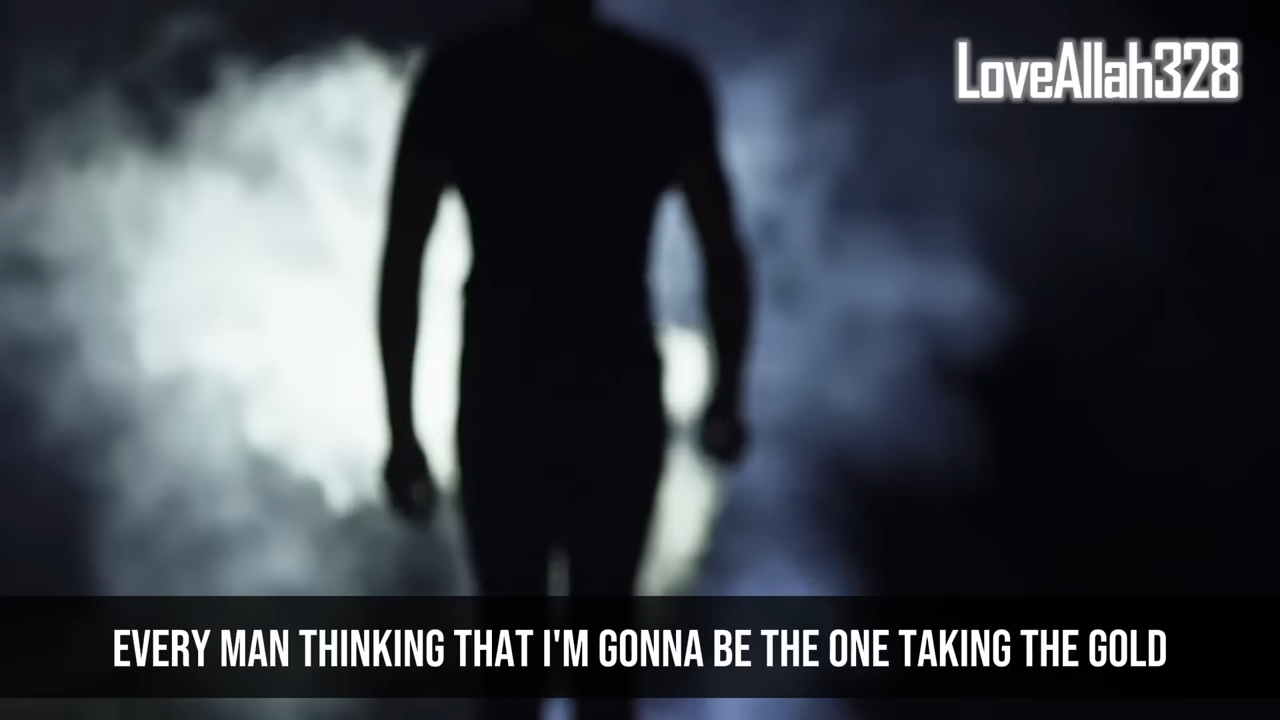 LoveAllah328
EVERY MAN THINKING THAT I'M GONNA BE THE ONE TAKING THE GOLD